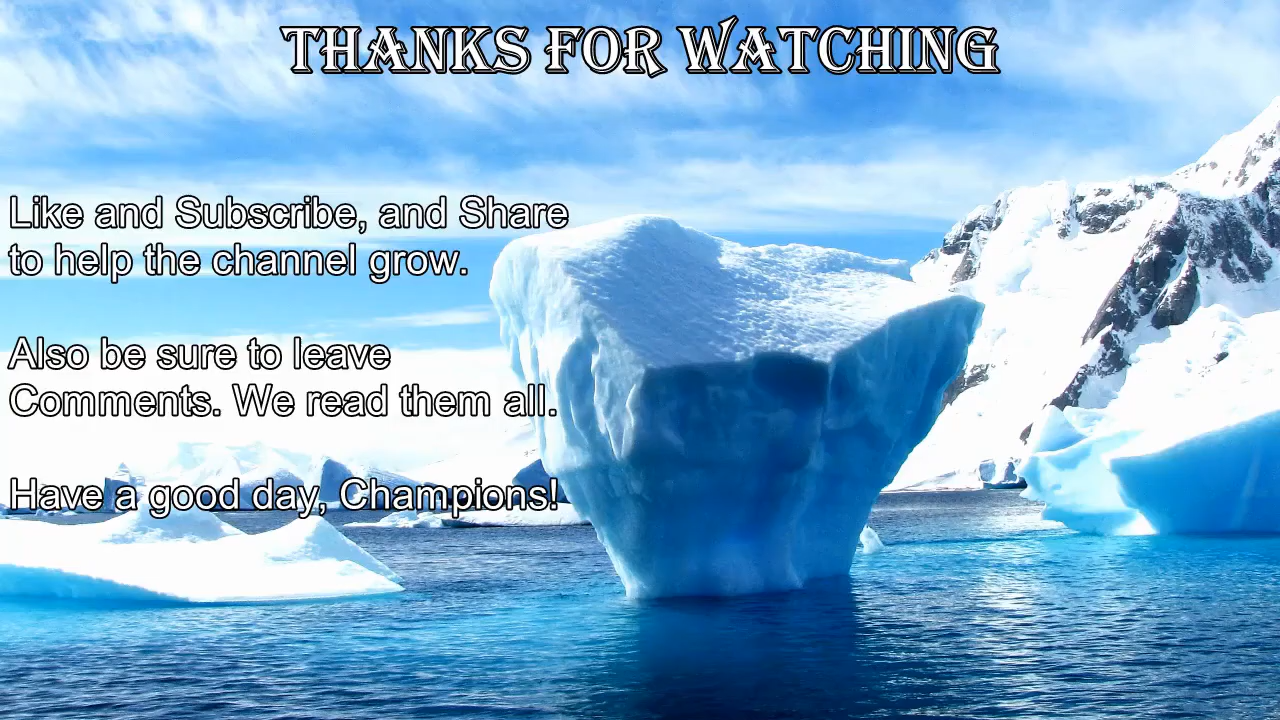 THANKS FOR WATCHING
Like and Subscribe, and Share
to help the channel grow.
Also be sure to leave
Comments. We read them all.
Have a good day, Champions!